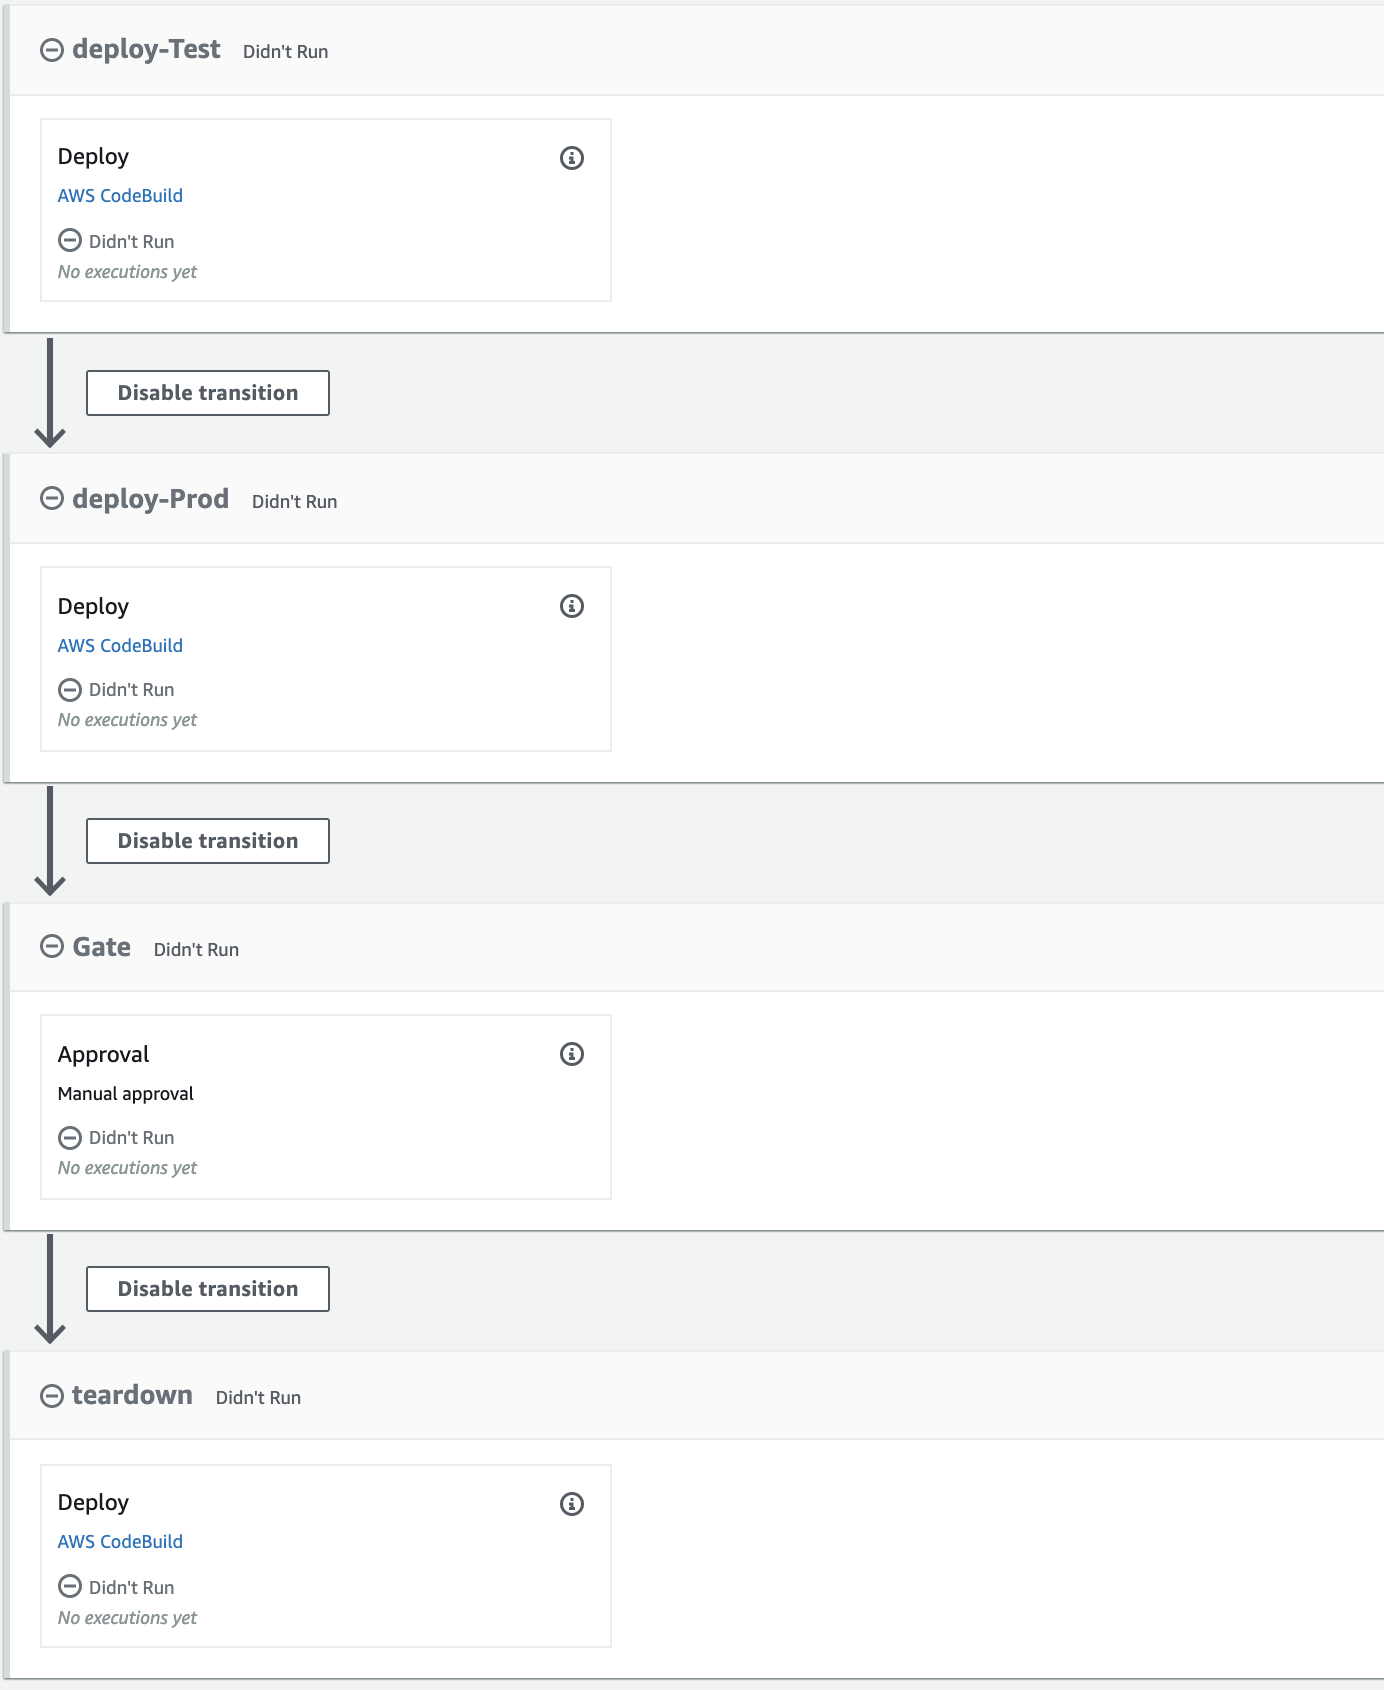 deploy-Test Didn't Run
Deploy
AWS CodeBuild
Didn't Run
No executions yet
Disable transition
deploy-Prod Didn't Run
Deploy
AWS CodeBuild
Didn't Run
No executions yet
Disable transition
Gate Didn't Run
Approval
Manual approval
Didn't Run
No executions yet
Disable transition
teardown Didn't Run
Deploy
AWS CodeBuild
Didn't Run
No executions yet